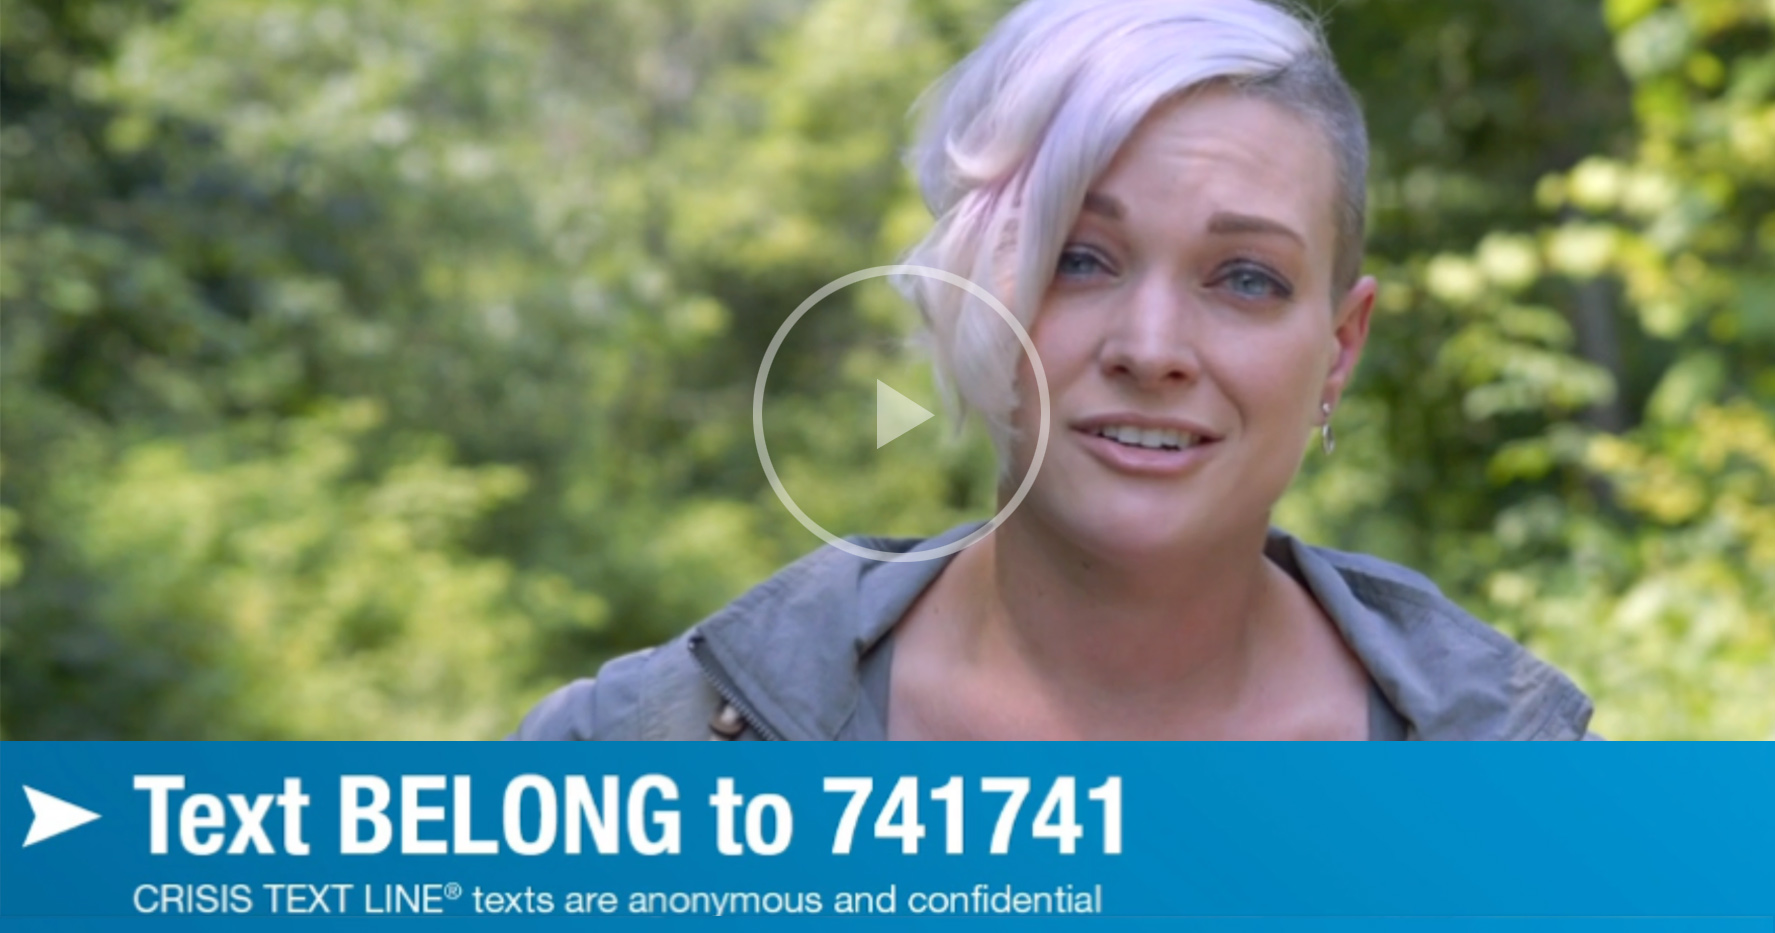 Text BELONG to 741741
CRISIS TEXT LINE® texts are anonymous and confidential